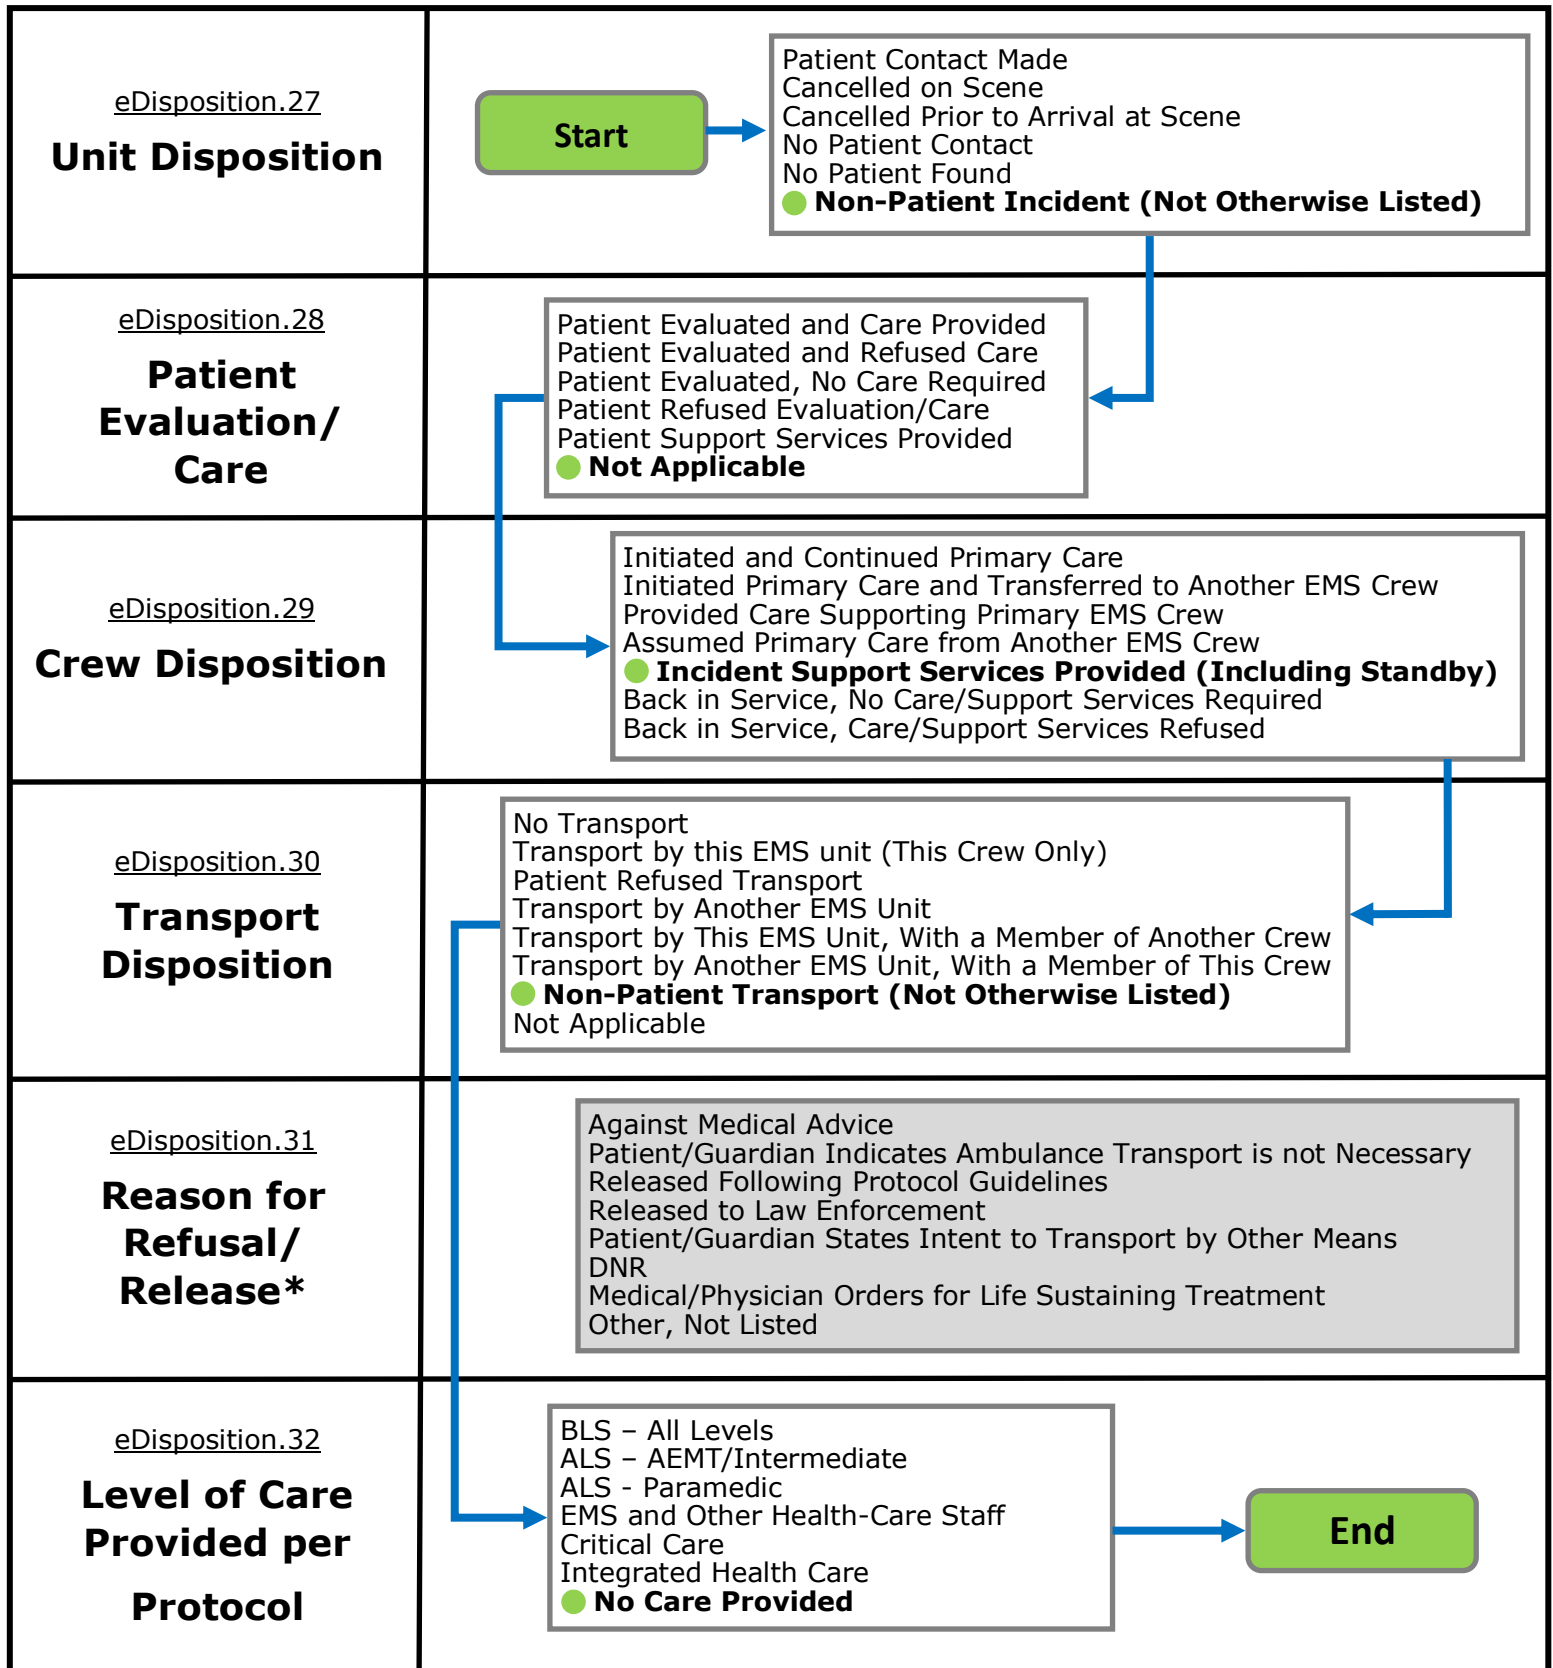 eDisposition.27
Unit Disposition
Start
Patient Contact Made
Cancelled on Scene
Cancelled Prior to Arrival at Scene
No Patient Contact
No Patient Found
Non-Patient Incident (Not Otherwise Listed)
eDisposition.28
Patient
Evaluation/
Care
Patient Evaluated and Care Provided
Patient Evaluated and Refused Care
Patient Evaluated, No Care Required
Patient Refused Evaluation/Care
Patient Support Services Provided
Not Applicable
eDisposition.29
Crew Disposition
Initiated and Continued Primary Care
Initiated Primary Care and Transferred to Another EMS Crew
Provided Care Supporting Primary EMS Crew
Assumed Primary Care from Another EMS Crew
Incident Support Services Provided (Including Standby)
Back in Service, No Care/Support Services Required
Back in Service, Care/Support Services Refused
eDisposition.30
Transport
Disposition
No Transport
Transport by this EMS unit (This Crew Only)
Patient Refused Transport
Transport by Another EMS Unit
Transport by This EMS Unit, With a Member of Another Crew
Transport by Another EMS Unit, With a Member of This Crew
Non-Patient Transport (Not Otherwise Listed)
Not Applicable
eDisposition.31
Reason for
Refusal/
Release*
Against Medical Advice
Patient/Guardian Indicates Ambulance Transport is not Necessary
Released Following Protocol Guidelines
Released to Law Enforcement
Patient/Guardian States Intent to Transport by Other Means
DNR
Medical/Physician Orders for Life Sustaining Treatment
Other, Not Listed
eDisposition.32
Level of Care
Provided per
Protocol
BLS – All Levels
ALS – AEMT/Intermediate
ALS - Paramedic
EMS and Other Health-Care Staff
Critical Care
Integrated Health Care
No Care Provided
End